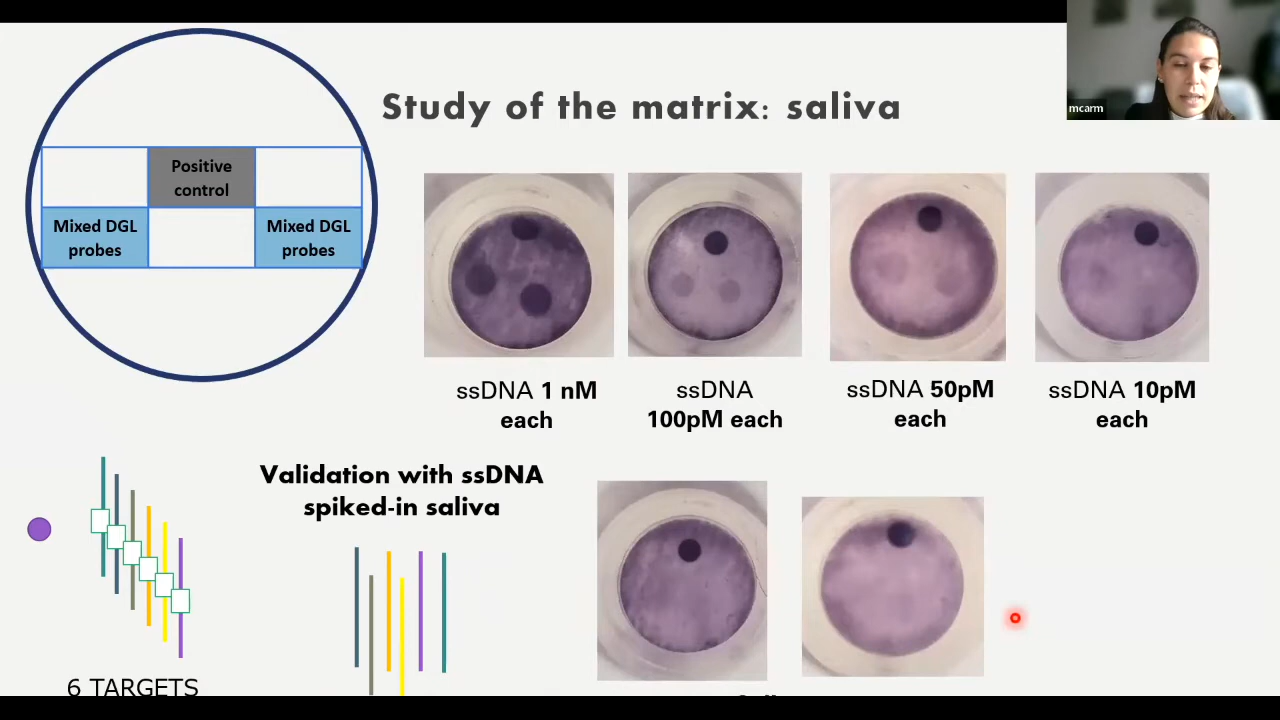 mcarm
Study of the matrix: saliva
Positive
control
Mixed DGL
probes
Mixed DGL
probes
ssDNA 1 nM
each
ssDNA
100pM each
ssDNA 50pM
each
ssDNA 10pM
each
Validation with ssDNA
spiked-in saliva
6 TARGETS